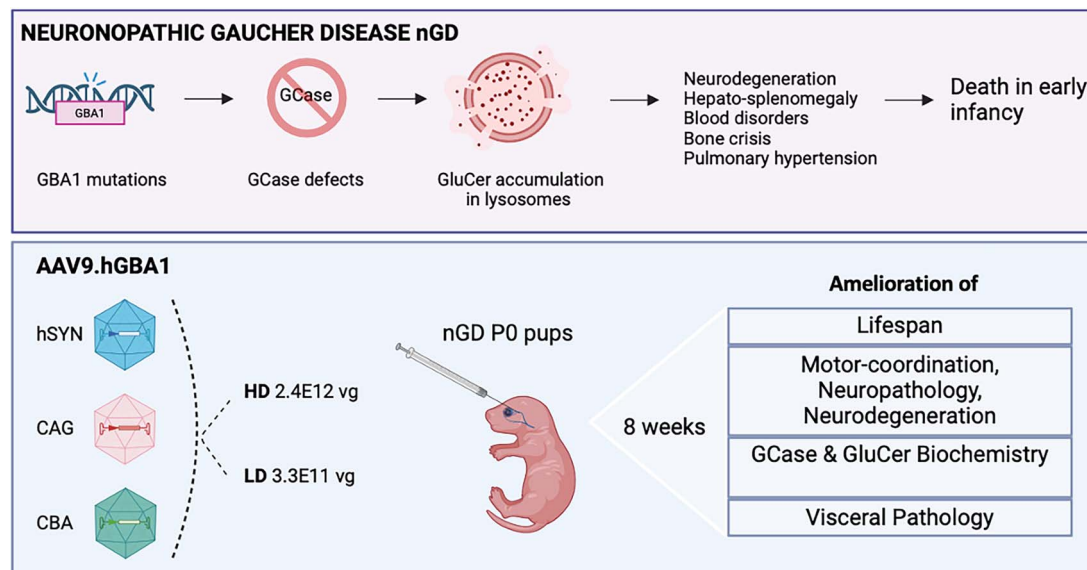 NEURONOPATHIC GAUCHER DISEASE nGD
GBA1
GCase
Neurodegeneration
Hepato-splenomegaly
Blood disorders
Bone crisis
Pulmonary hypertension
Death in early
infancy
GBA1 mutations
GCase defects
GluCer accumulation
in lysosomes
AAV9.hGBA1
hSYN
CAG
CBA
HD 2.4E12 vg
LD 3.3E11 vg
nGD P0 pups
8 weeks
Amelioration of
Lifespan
Motor-coordination,
Neuropathology,
Neurodegeneration
GCase & GluCer Biochemistry
Visceral Pathology